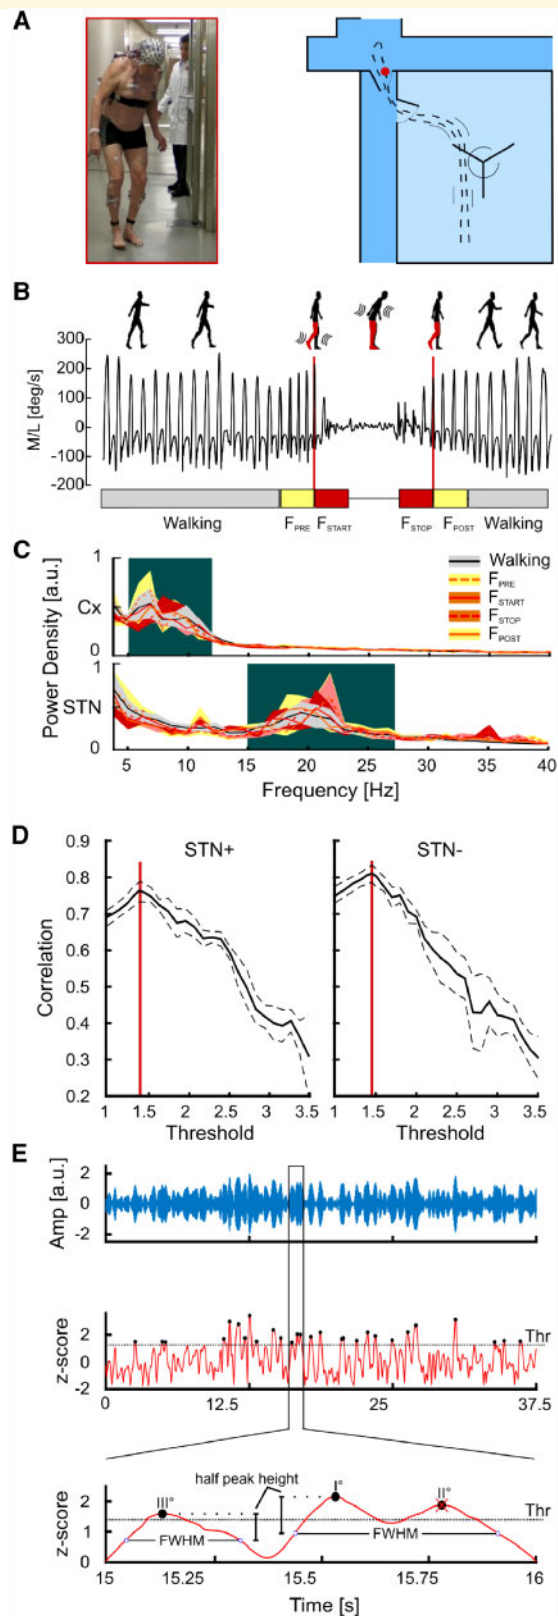 A
B
300
200
100
0
-100
-200
M/L [deg/s]
Walking
FPRE
FSTART
FSTOP
FPOST
Walking
C
1
Cx
0
Walking
FPRE
FSTART
FSTOP
FPOST
1
STN
0
Power Density [a.u.]
5 10 15 20 25 30 35 40
Frequency [Hz]
D
STN+
STN-
0.9
0.8
0.7
0.6
0.5
0.4
0.3
0.2
Correlation
1 1.5 2 2.5 3 3.5
1 1.5 2 2.5 3 3.5
Threshold
Threshold
E
2
0
-2
Amp [a.u.]
Thr
2
0
-2
z-score
0 12.5 25 37.5
half peak height
III°
I°
II°
Thr
FWHM
FWHM
2
1
0
z-score
15 15.25 15.5 15.75 16
Time [s]